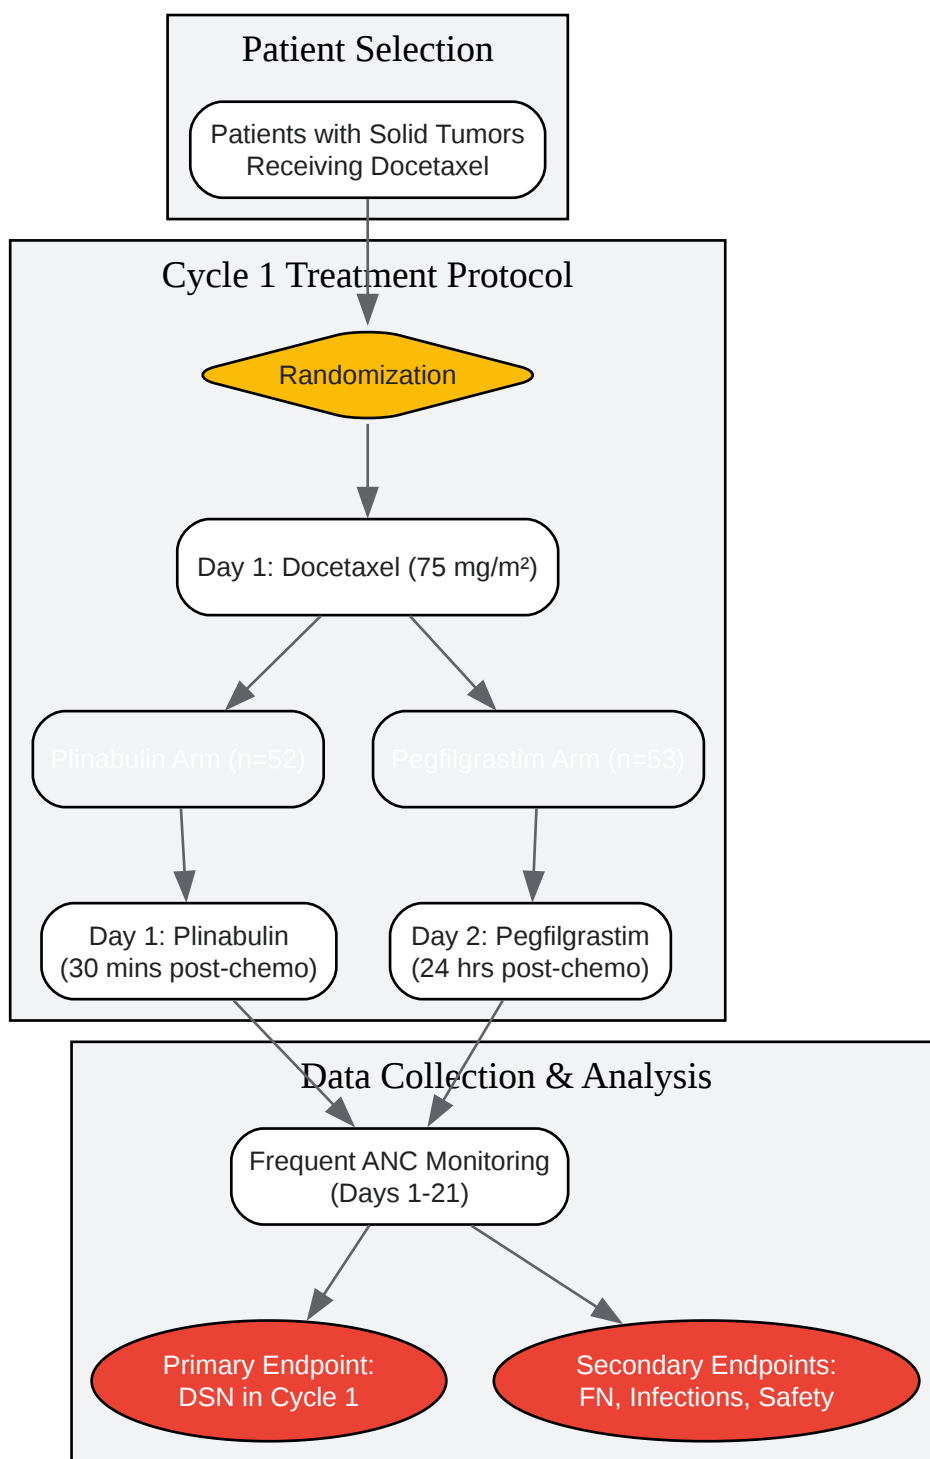 Patient Selection
Patients with Solid Tumors
Receiving Docetaxel
Cycle 1 Treatment Protocol
Randomization
Day 1: Docetaxel (75 mg/m²)
Plinabulin Arm (n=52)
Pegfilgrastim Arm (n=53)
Day 1: Plinabulin
(30 mins post-chemo)
Day 2: Pegfilgrastim
(24 hrs post-chemo)
Data Collection & Analysis
Frequent ANC Monitoring
(Days 1-21)
Primary Endpoint:
DSN in Cycle 1
Secondary Endpoints:
FN, Infections, Safety